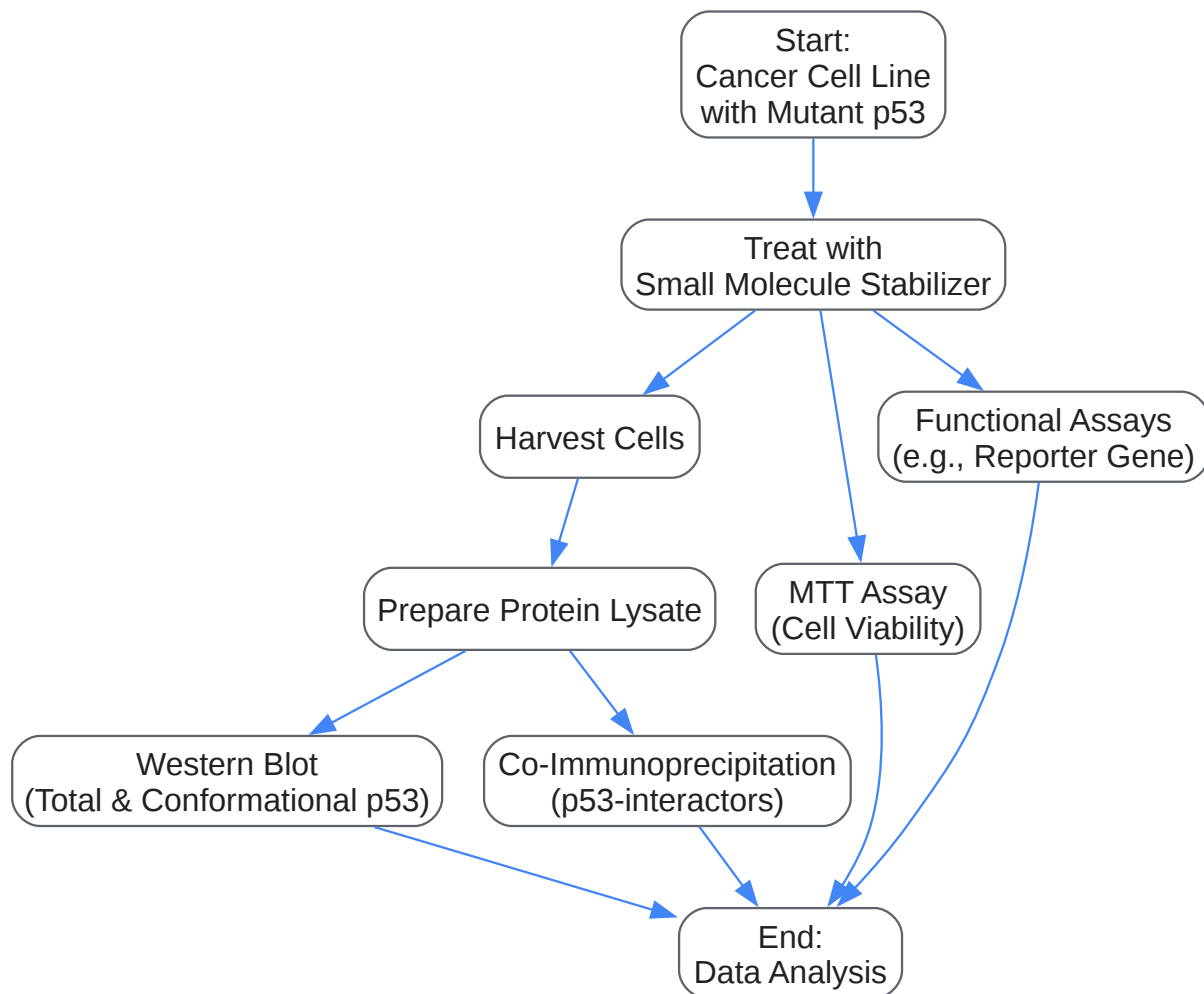 Start:
Cancer Cell Line
with Mutant p53
Treat with
Small Molecule Stabilizer
Harvest Cells
Functional Assays
(e.g., Reporter Gene)
Prepare Protein Lysate
MTT Assay
(Cell Viability)
Western Blot
(Total & Conformational p53)
Co-Immunoprecipitation
(p53-interactors)
End:
Data Analysis